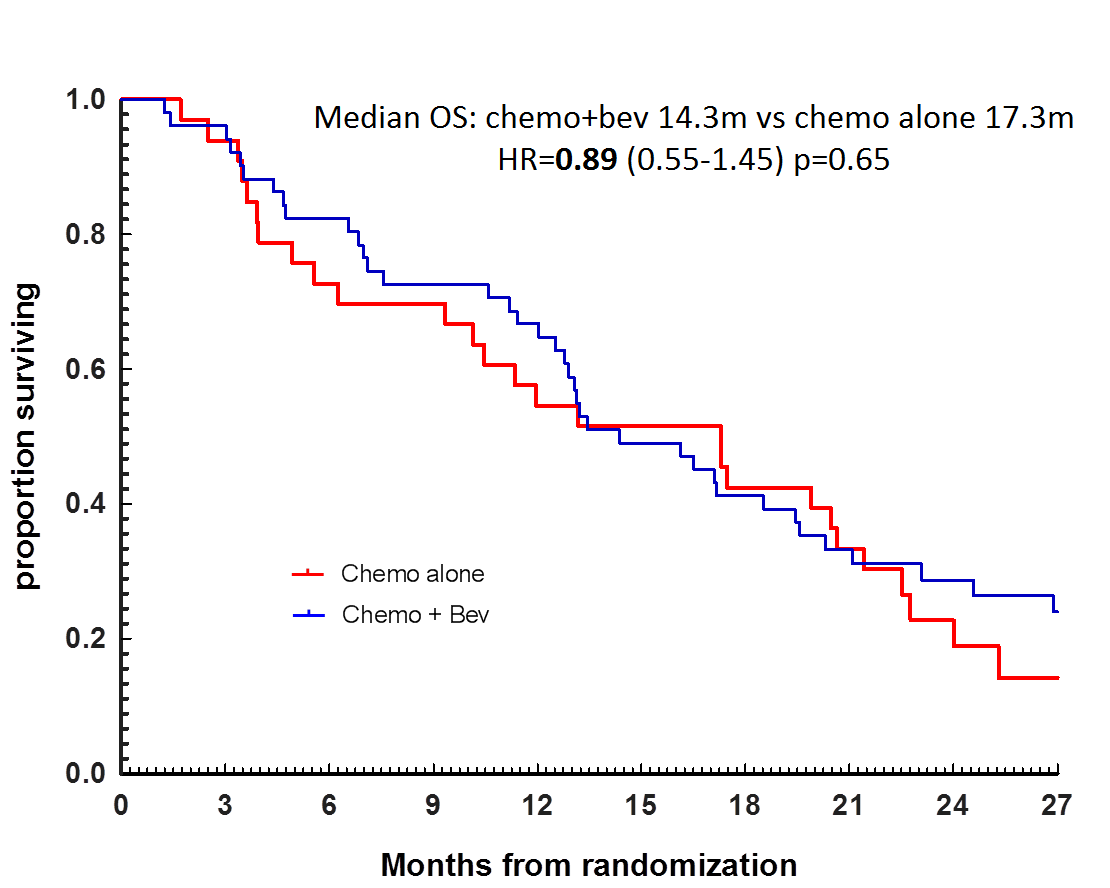 Median OS: chemo+bev 14.3m vs chemo alone 17.3m
HR=0.89 (0.55-1.45) p=0.65
1.0
0.8
0.6
0.4
0.2
0.0
proportion surviving
Chemo alone
Chemo + Bev
0 3 6 9 12 15 18 21 24 27
Months from randomization